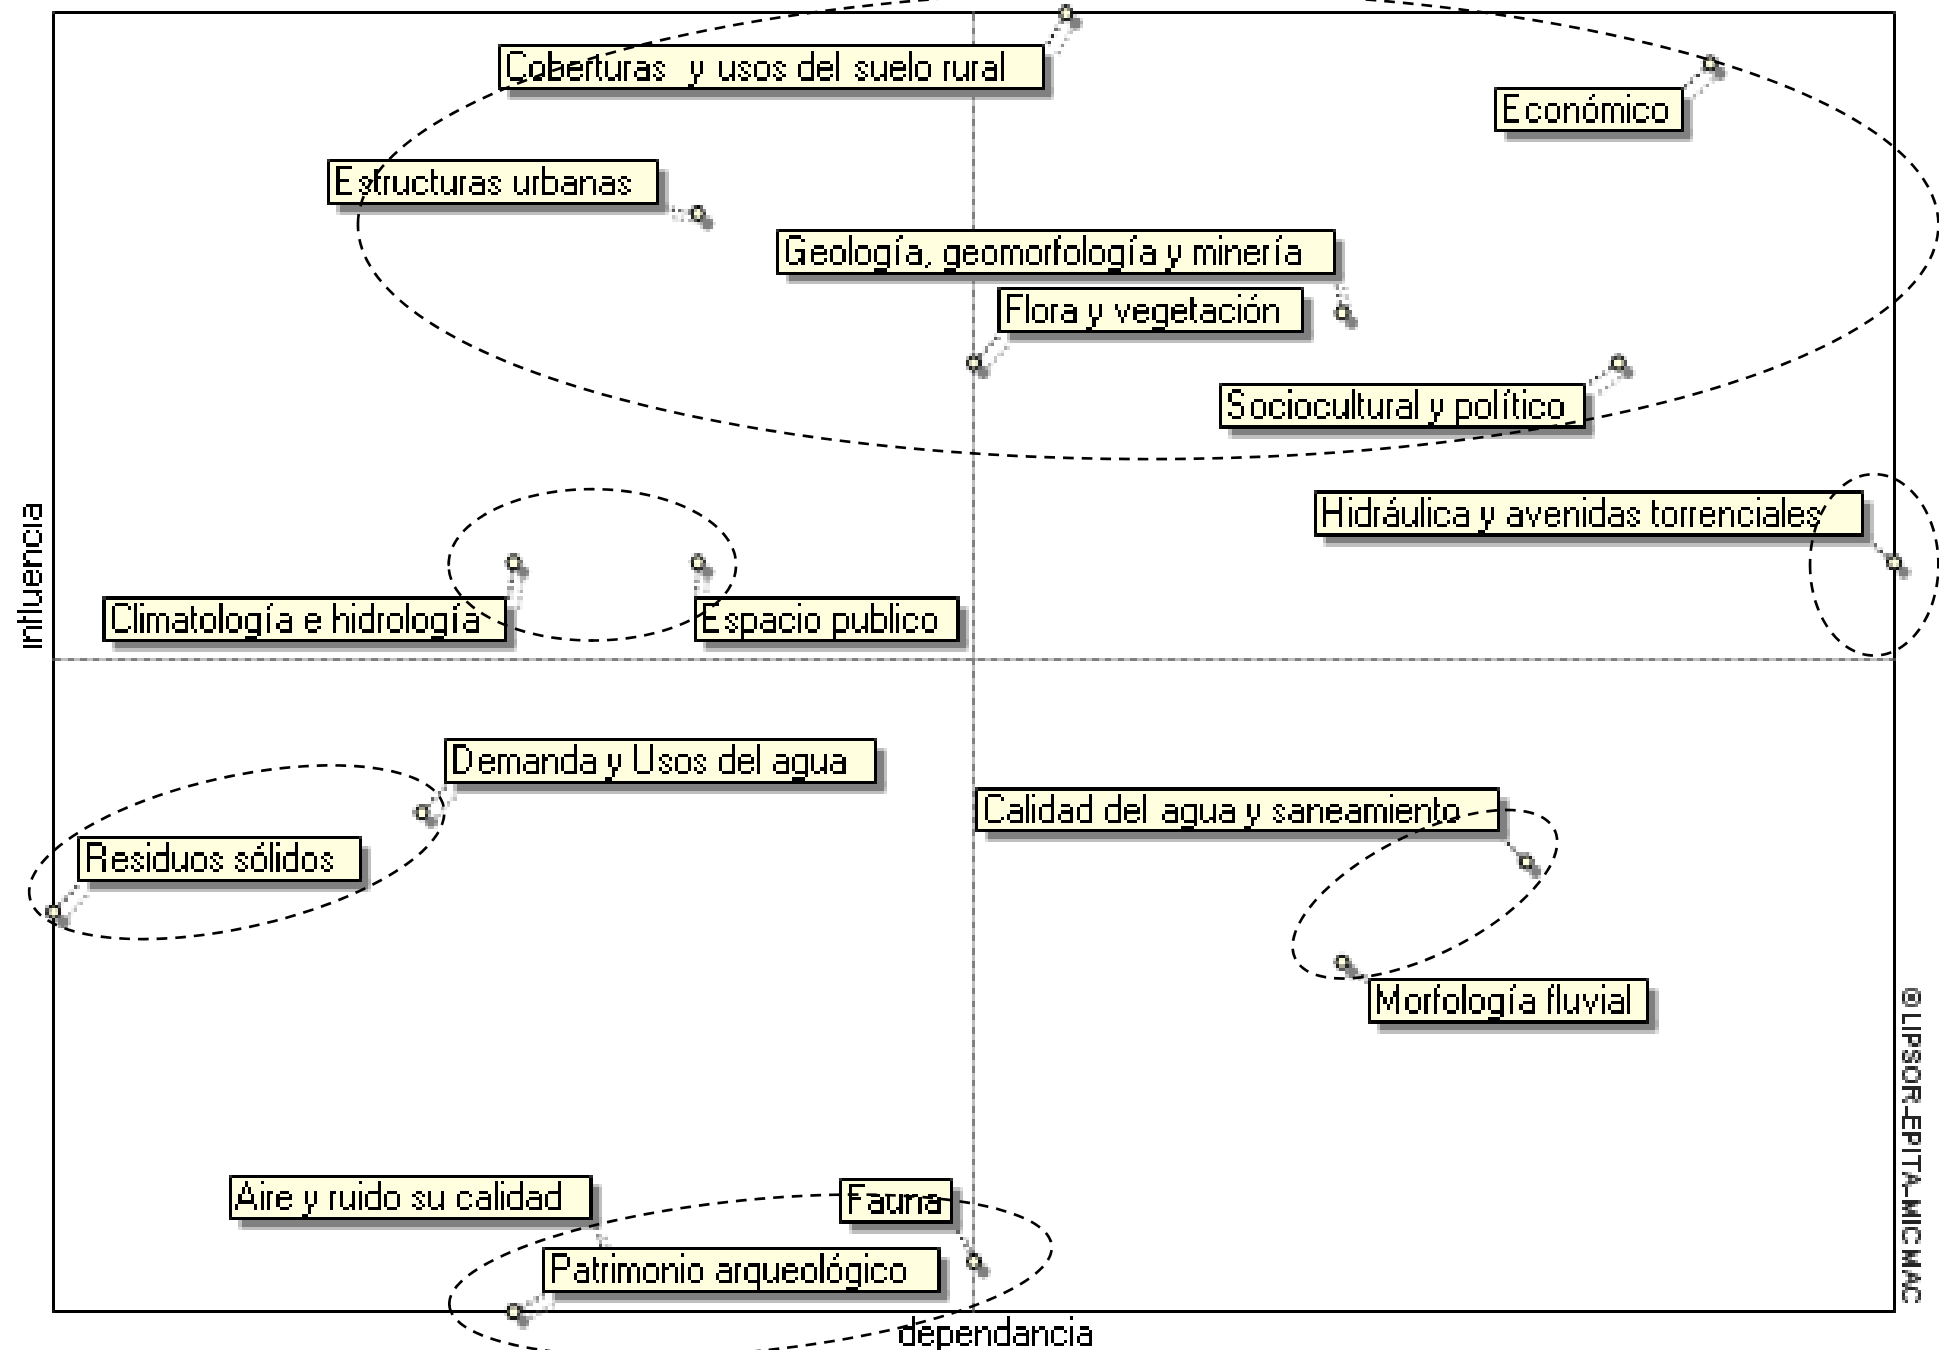 Coberturas y usos del suelo rural
Económico
Estructuras urbanas
Geología, geomorfología y minería
Flora y vegetación
Sociocultural y político
Hidráulica y avenidas torrenciales
influencia
Climatología e hidrología
Espacio publico
Demanda y Usos del agua
Calidad del agua y saneamiento
Residuos sólidos
Morfología fluvial
© LIPSOR-EPITA-MICMAC
Aire y ruido su calidad
Fauna
Patrimonio arqueológico
dependancia